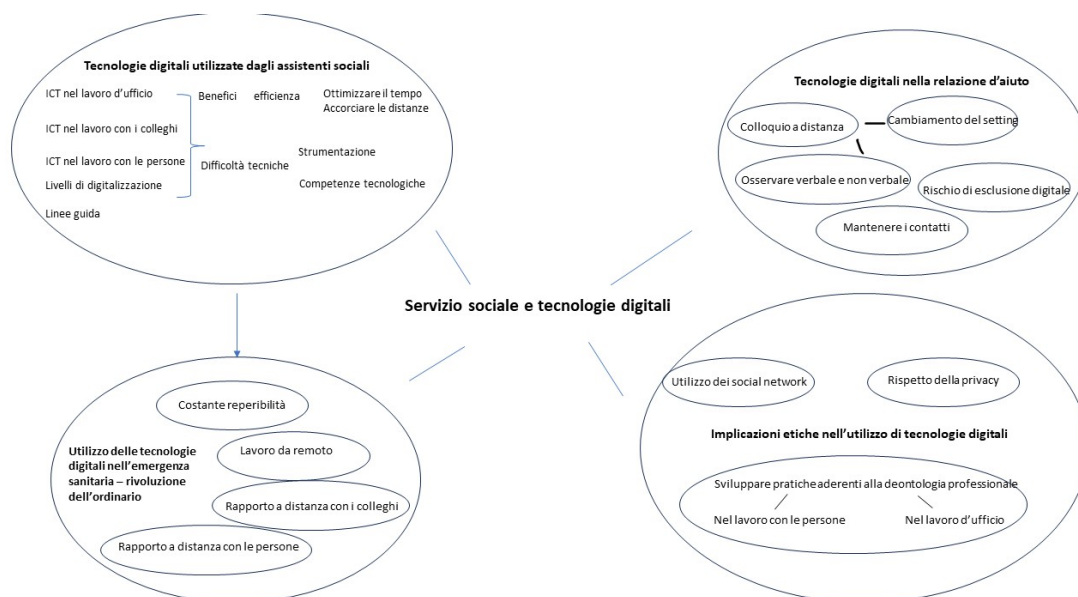 Tecnologie digitali utilizzate dagli assistenti sociali
ICT nel lavoro d'ufficio
Benefici efficienza
Ottimizzare il tempo
Accorciare le distanze
ICT nel lavoro con i colleghi
Strumentazione
ICT nel lavoro con le persone
Difficoltà tecniche
Livelli di digitalizzazione
Competenze tecnologiche
Linee guida
Tecnologie digitali nella relazione d'aiuto
Colloquio a distanza
Cambiamento del setting
Osservare verbale e non verbale
Rischio di esclusione digitale
Mantenere i contatti
Servizio sociale e tecnologie digitali
Costante reperibilità
Utilizzo delle tecnologie
digitali nell'emergenza
sanitaria – rivoluzione
dell'ordinario
Lavoro da remoto
Rapporto a distanza con i colleghi
Rapporto a distanza con le persone
Utilizzo dei social network
Rispetto della privacy
Implicazioni etiche nell'utilizzo di tecnologie digitali
Sviluppare pratiche aderenti alla deontologia professionale
Nel lavoro con le persone
Nel lavoro d'ufficio